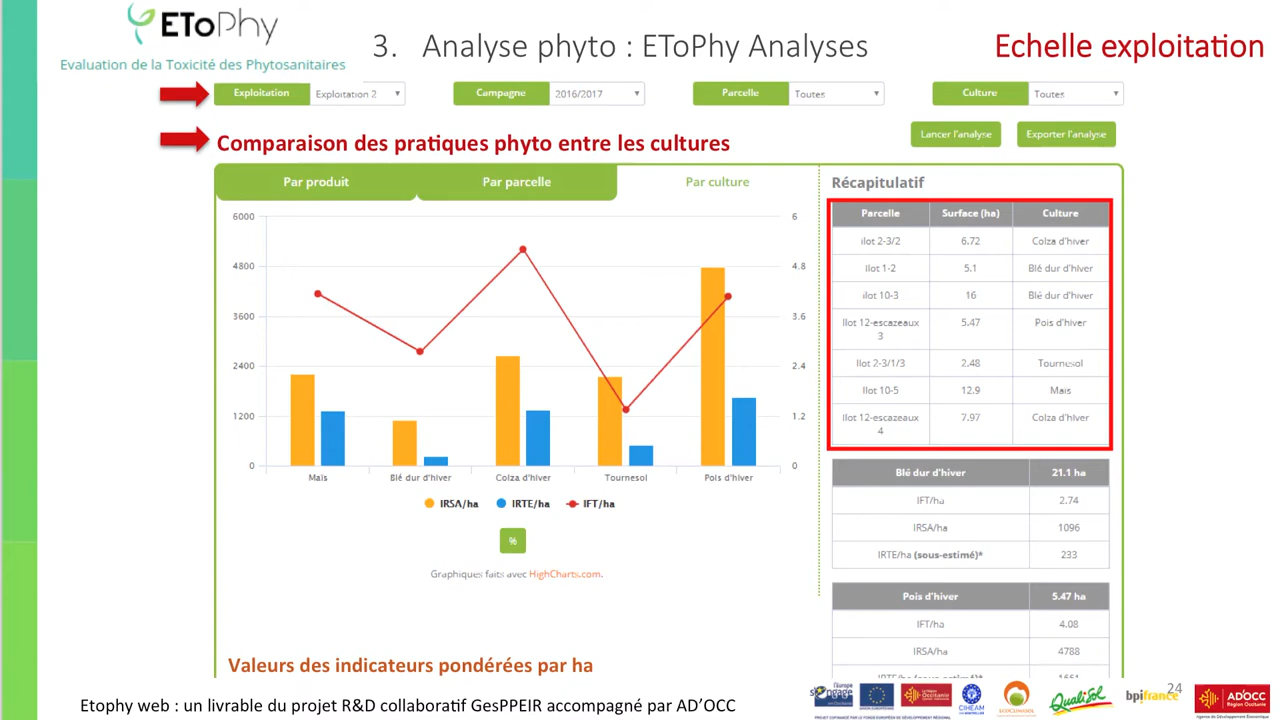 EToPhy
Evaluation de la Toxicité des Phytosanitaires
3. Analyse phyto : EToPhy Analyses
Echelle exploitation
Exploitation Exploitation 2
Campagne 2016/2017
Parcelle Toutes
Culture Toutes
Comparaison des pratiques phyto entre les cultures
Lancer l'analyse
Exporter l'analyse
Par produit
Par parcelle
Par culture
6000
4800
3600
2400
1200
0
6
4.8
3.6
2.4
1.2
0
Maïs
Blé dur d'hiver
Colza d'hiver
Tournesol
Pois d'hiver
IRSA/ha IRTE/ha IFT/ha
%
Graphiques faits avec HighCharts.com.
Valeurs des indicateurs pondérées par ha
Récapitulatif
Parcelle Surface (ha) Culture
ilot 2-3/2 6.72 Colza d'hiver
ilot 1-2 5.1 Blé dur d'hiver
ilot 10-3 16 Blé dur d'hiver
Ilot 12-escazeaux 3 5.47 Pois d'hiver
Ilot 2-3/1/3 2.48 Tournesol
Ilot 10-5 12.9 Maïs
Ilot 12-escazeaux 4 7.97 Colza d'hiver
Blé dur d'hiver 21.1 ha
IFT/ha 2.74
IRSA/ha 1096
IRTE/ha (sous-estimé)* 233
Pois d'hiver 5.47 ha
IFT/ha 4.08
IRSA/ha 4788
24
Etophy web : un livrable du projet R&D collaboratif GesPPEIR accompagné par AD'OCC
l'Europe s'engage
CIHEAM
QualiSol
bpifrance
AD'OCC